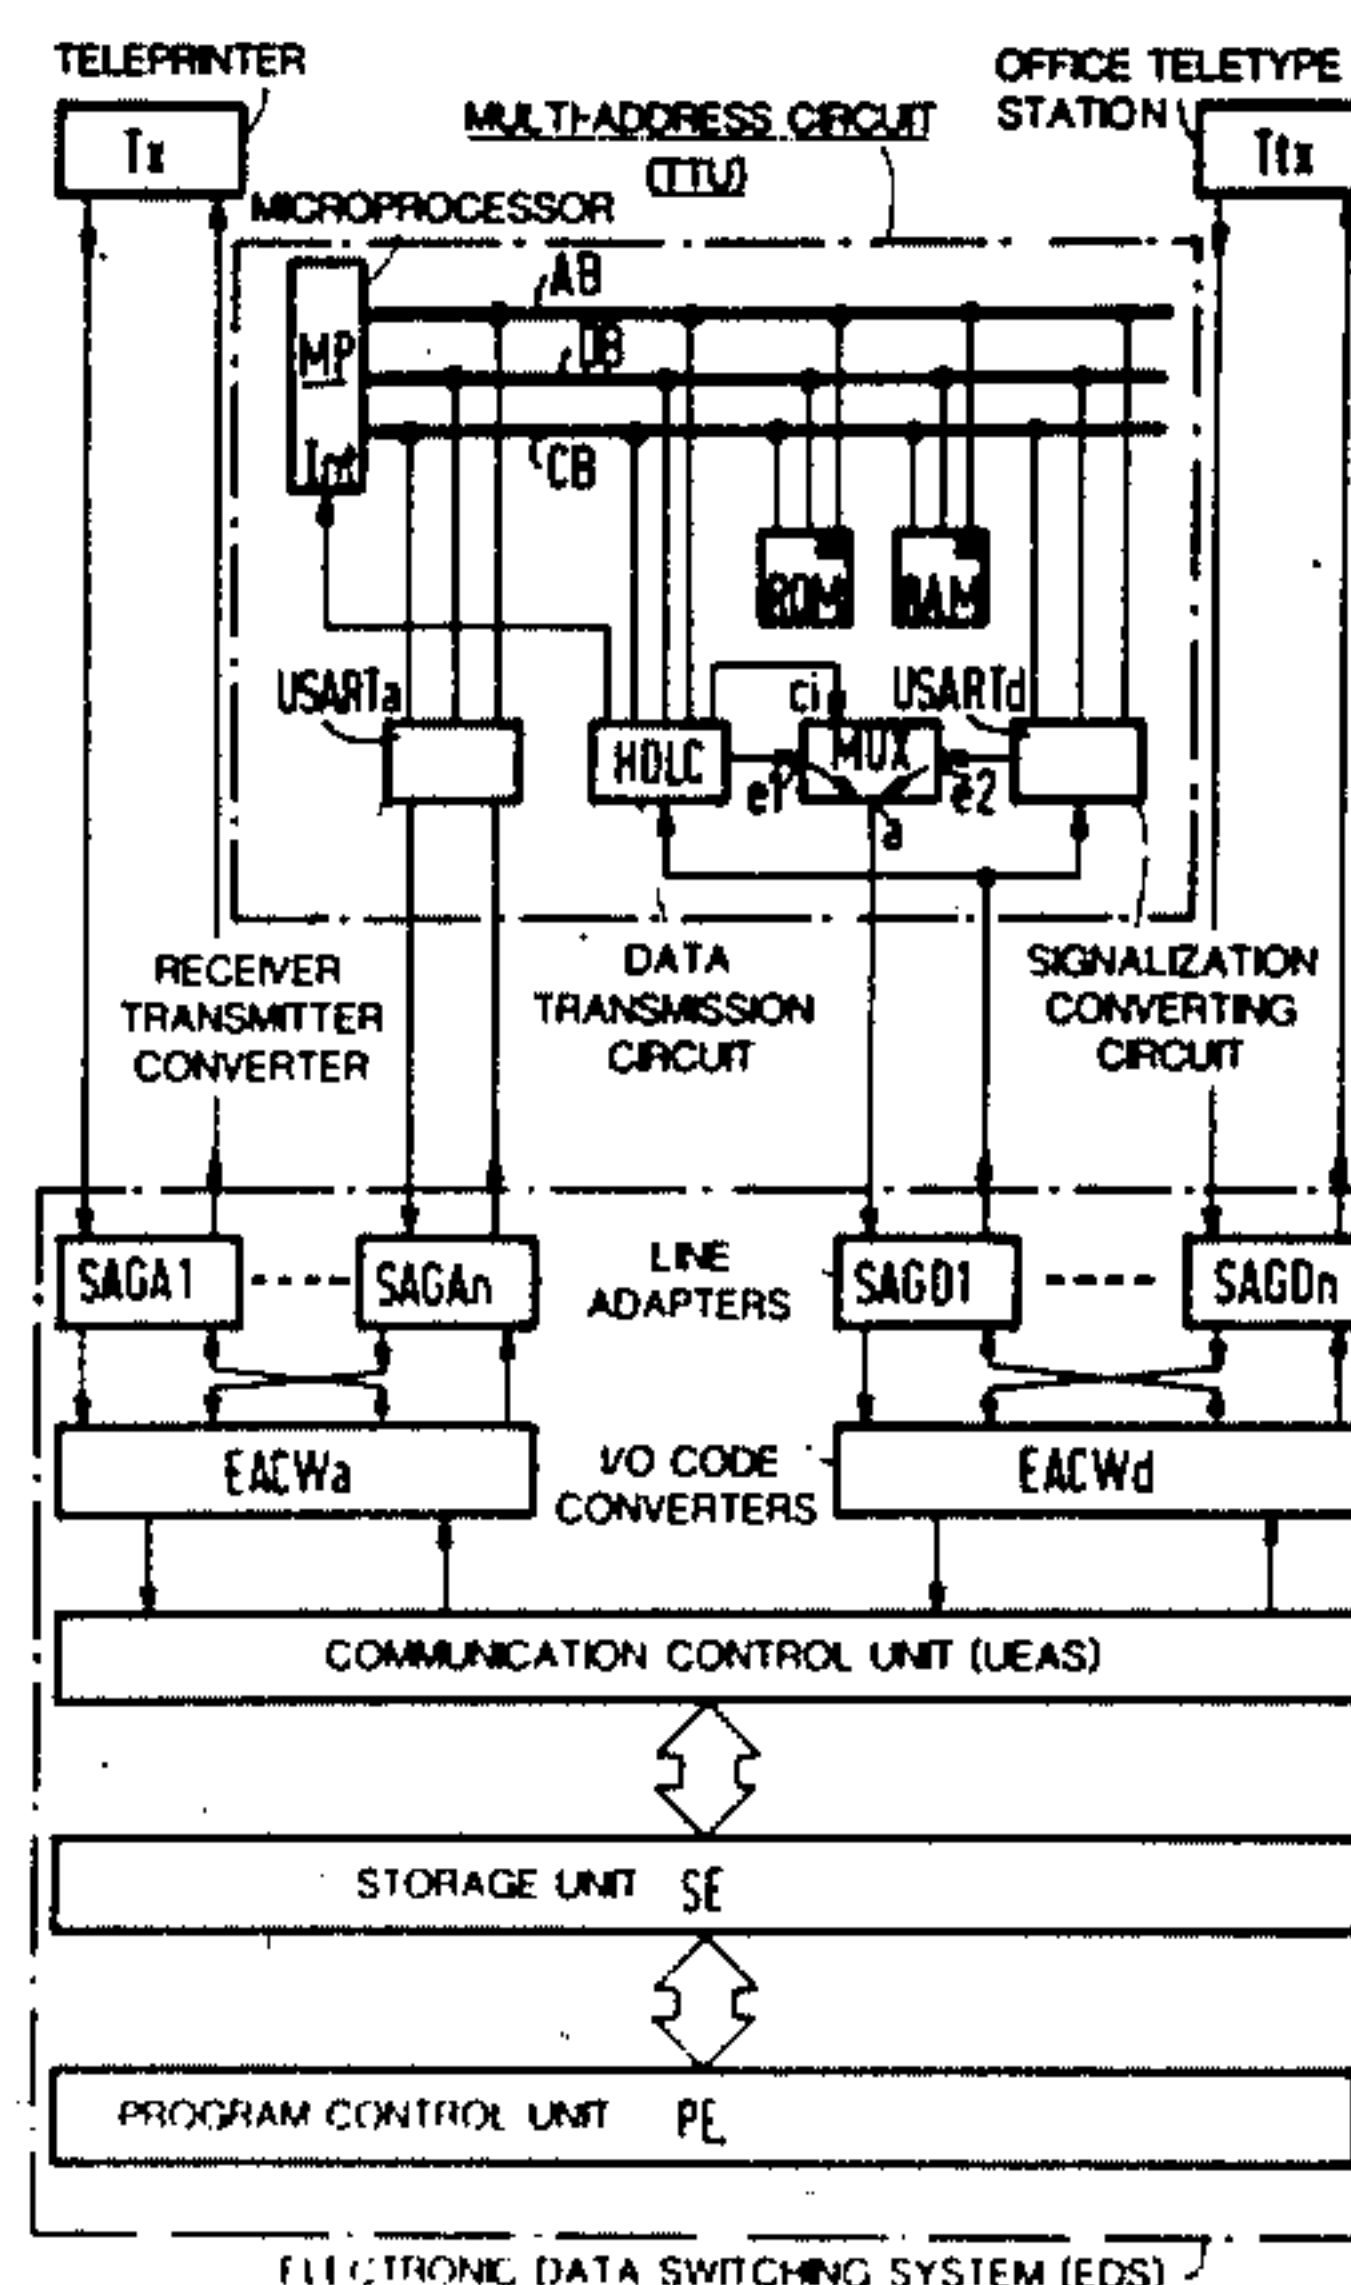 TELEPRINTER
OFFICE TELETYPE
STATION
Tx
MULTI-ADDRESS CIRCUIT
(TTU)
Ttx
MICROPROCESSOR
AB
MP
DB
Int
CB
ROM
RAM
USARTa
ci
USARTd
HDLC
MUX
e1
e2
a
RECEIVER
TRANSMITTER
CONVERTER
DATA
TRANSMISSION
CIRCUIT
SIGNALIZATION
CONVERTING
CIRCUIT
SAGA1
SAGAn
LINE
ADAPTERS
SAGD1
SAGDn
EACWa
I/O CODE
CONVERTERS
EACWd
COMMUNICATION CONTROL UNIT (UEAS)
STORAGE UNIT SE
PROGRAM CONTROL UNIT PE
ELECTRONIC DATA SWITCHING SYSTEM (EDS)